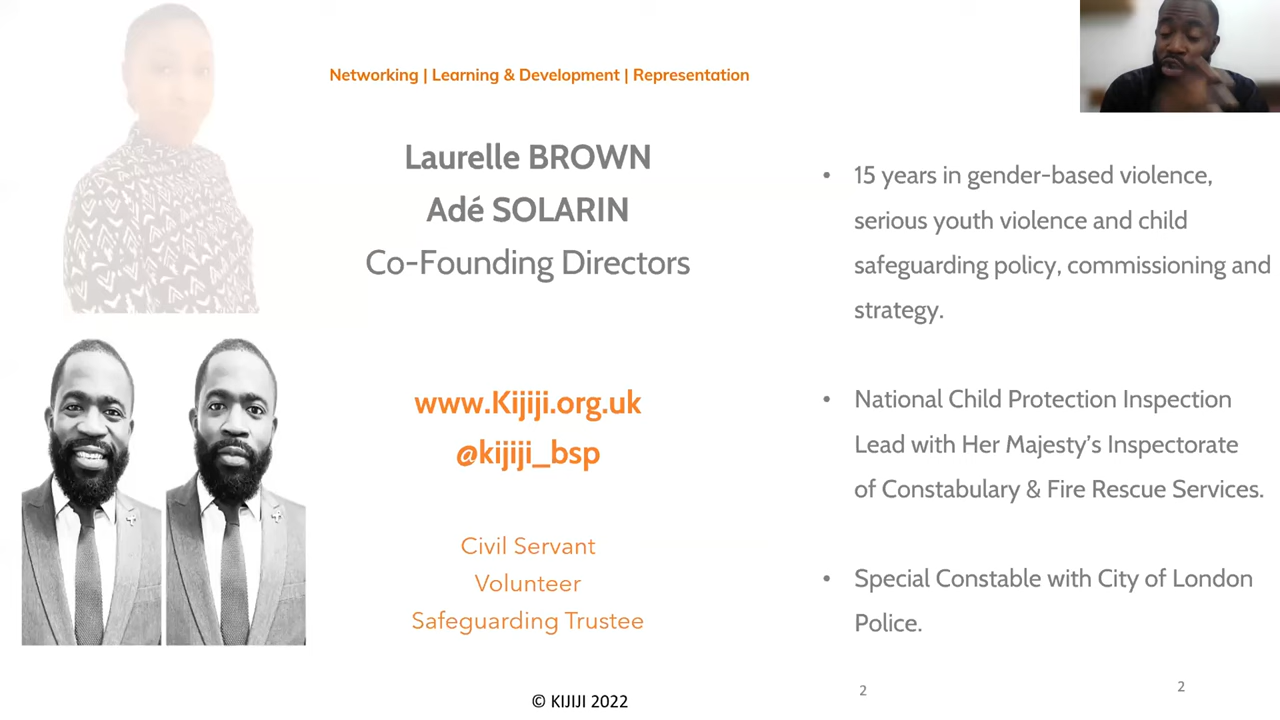 Networking | Learning & Development | Representation
Laurelle BROWN
Adé SOLARIN
Co-Founding Directors
www.Kijiji.org.uk
@kijiji_bsp
Civil Servant
Volunteer
Safeguarding Trustee
• 15 years in gender-based violence,
serious youth violence and child
safeguarding policy, commissioning and
strategy.
• National Child Protection Inspection
Lead with Her Majesty’s Inspectorate
of Constabulary & Fire Rescue Services.
• Special Constable with City of London
Police.
© KIJIJI 2022
2
2